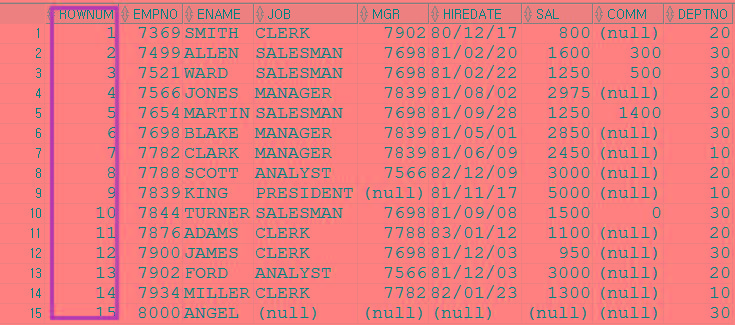 ROWNUM EMPNO ENAME JOB MGR HIREDATE SAL COMM DEPTNO
1 1 7369 SMITH CLERK 7902 80/12/17 800 (null) 20
2 2 7499 ALLEN SALESMAN 7698 81/02/20 1600 300 30
3 3 7521 WARD SALESMAN 7698 81/02/22 1250 500 30
4 4 7566 JONES MANAGER 7839 81/08/02 2975 (null) 20
5 5 7654 MARTIN SALESMAN 7698 81/09/28 1250 1400 30
6 6 7698 BLAKE MANAGER 7839 81/05/01 2850 (null) 30
7 7 7782 CLARK MANAGER 7839 81/06/09 2450 (null) 10
8 8 7788 SCOTT ANALYST 7566 82/12/09 3000 (null) 20
9 9 7839 KING PRESIDENT (null) 81/11/17 5000 (null) 10
10 10 7844 TURNER SALESMAN 7698 81/09/08 1500 0 30
11 11 7876 ADAMS CLERK 7788 83/01/12 1100 (null) 20
12 12 7900 JAMES CLERK 7698 81/12/03 950 (null) 30
13 13 7902 FORD ANALYST 7566 81/12/03 3000 (null) 20
14 14 7934 MILLER CLERK 7782 82/01/23 1300 (null) 10
15 15 8000 ANGEL (null) (null) (null) (null) (null) 30